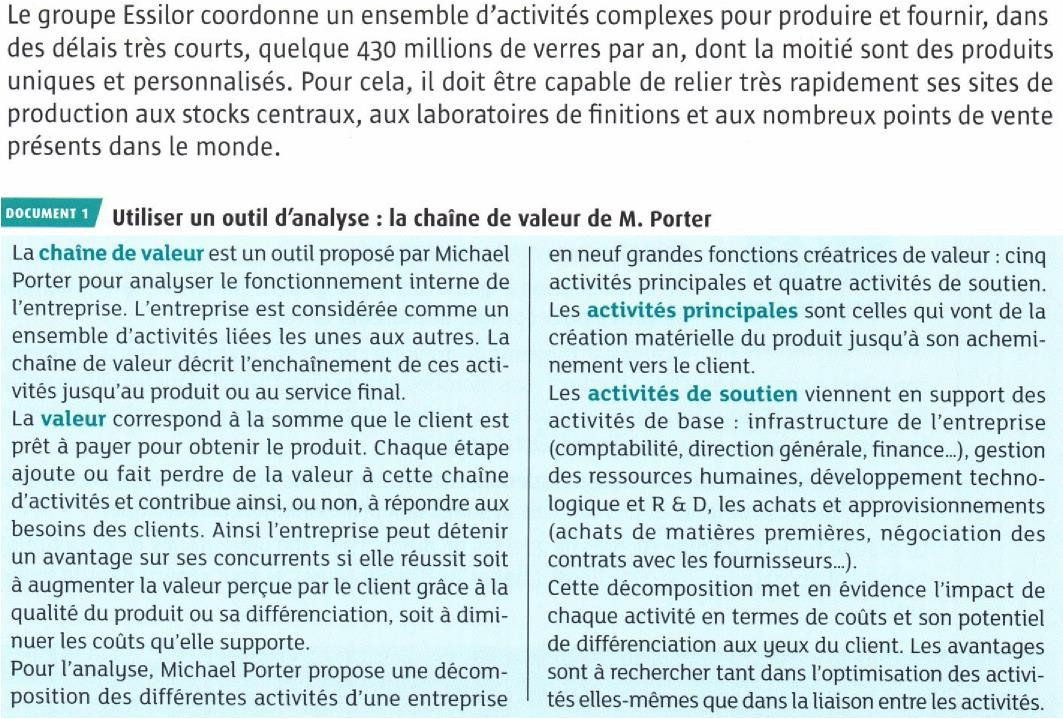 Le groupe Essilor coordonne un ensemble d'activités complexes pour produire et fournir, dans
des délais très courts, quelque 430 millions de verres par an, dont la moitié sont des produits
uniques et personnalisés. Pour cela, il doit être capable de relier très rapidement ses sites de
production aux stocks centraux, aux laboratoires de finitions et aux nombreux points de vente
présents dans le monde.
DOCUMENT 1 Utiliser un outil d'analyse : la chaîne de valeur de M. Porter
La chaîne de valeur est un outil proposé par Michael
Porter pour analyser le fonctionnement interne de
l'entreprise. L'entreprise est considérée comme un
ensemble d'activités liées les unes aux autres. La
chaîne de valeur décrit l'enchaînement de ces acti-
vités jusqu'au produit ou au service final.
La valeur correspond à la somme que le client est
prêt à payer pour obtenir le produit. Chaque étape
ajoute ou fait perdre de la valeur à cette chaîne
d'activités et contribue ainsi, ou non, à répondre aux
besoins des clients. Ainsi l'entreprise peut détenir
un avantage sur ses concurrents si elle réussit soit
à augmenter la valeur perçue par le client grâce à la
qualité du produit ou sa différenciation, soit à dimi-
nuer les coûts qu'elle supporte.
Pour l'analyse, Michael Porter propose une décom-
position des différentes activités d'une entreprise
en neuf grandes fonctions créatrices de valeur : cinq
activités principales et quatre activités de soutien.
Les activités principales sont celles qui vont de la
création matérielle du produit jusqu'à son achemi-
nement vers le client.
Les activités de soutien viennent en support des
activités de base : infrastructure de l'entreprise
(comptabilité, direction générale, finance…), gestion
des ressources humaines, développement techno-
logique et R & D, les achats et approvisionnements
(achats de matières premières, négociation des
contrats avec les fournisseurs…).
Cette décomposition met en évidence l'impact de
chaque activité en termes de coûts et son potentiel
de différenciation aux yeux du client. Les avantages
sont à rechercher tant dans l'optimisation des activi-
tés elles-mêmes que dans la liaison entre les activités.